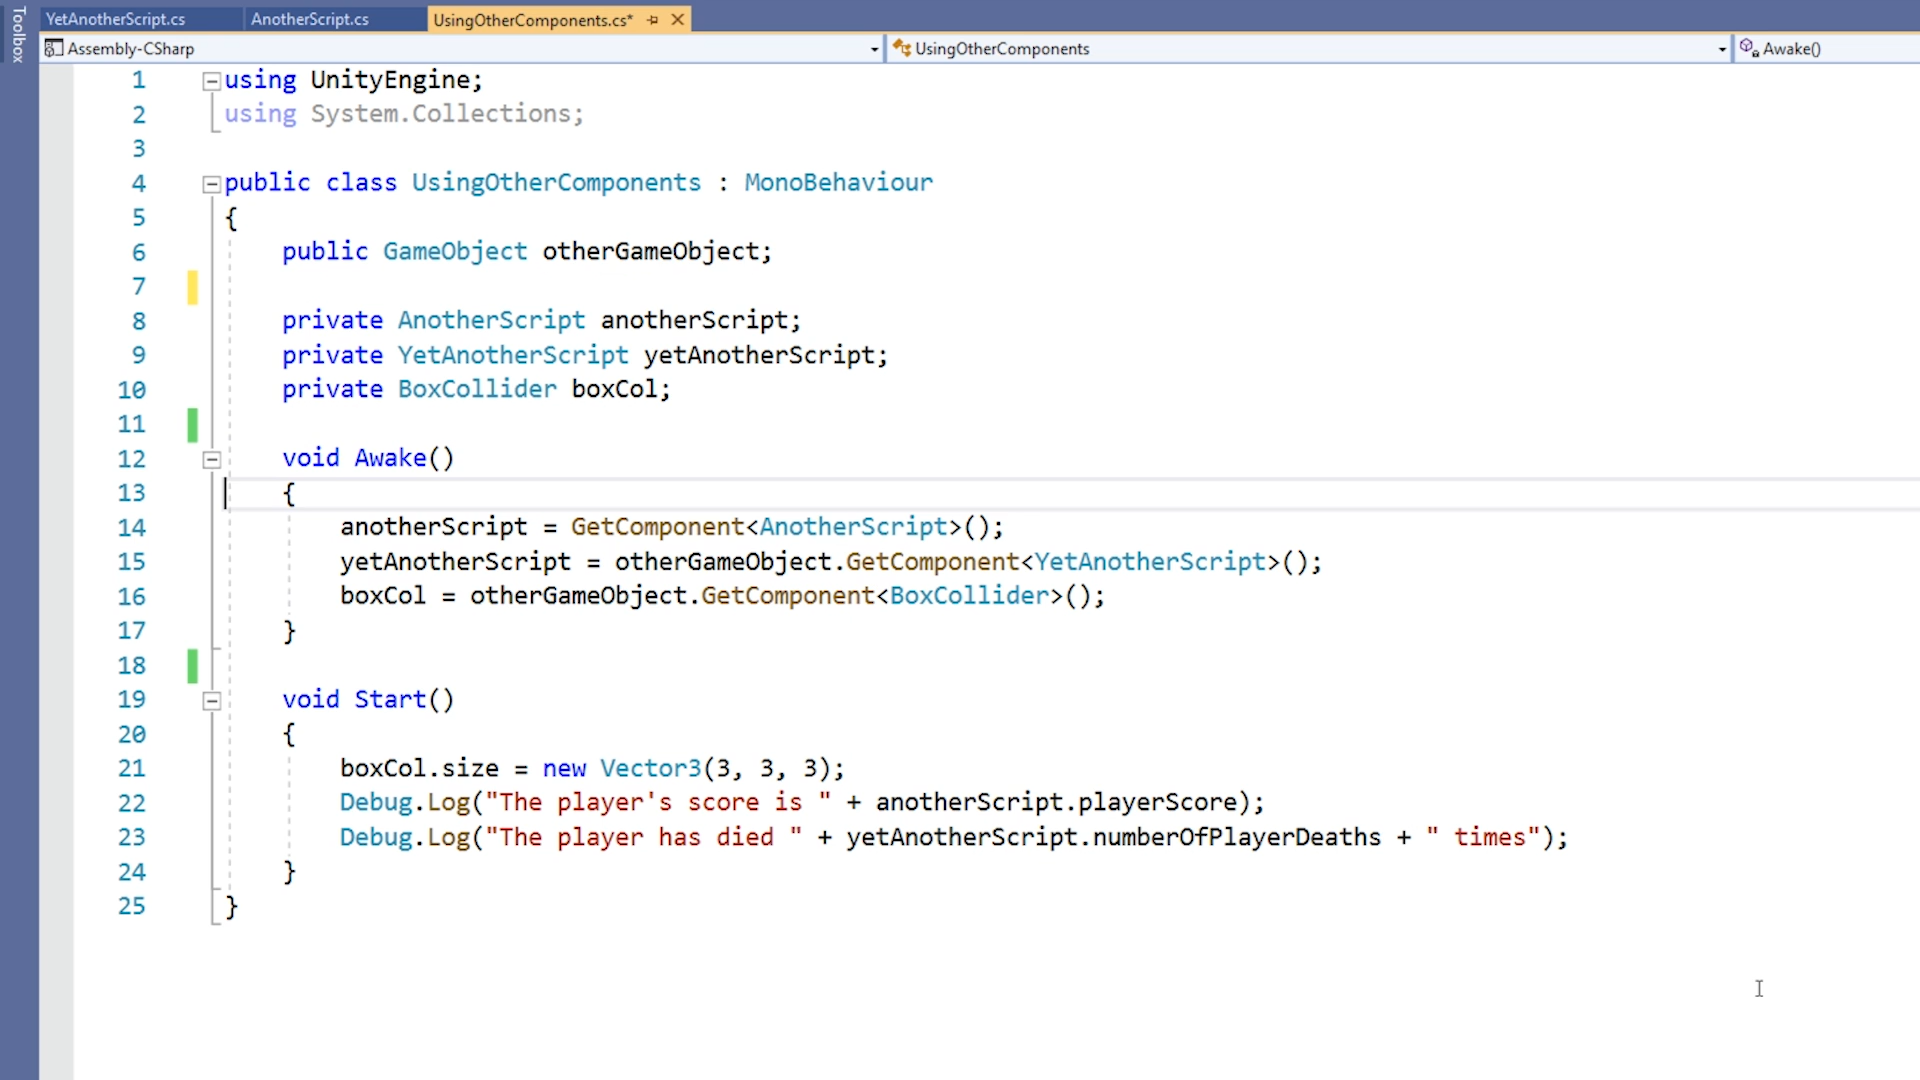 Toolbox
YetAnotherScript.cs AnotherScript.cs UsingOtherComponents.cs*
Assembly-CSharp UsingOtherComponents Awake()
1 using UnityEngine;
2 using System.Collections;
3
4 public class UsingOtherComponents : MonoBehaviour
5 {
6 public GameObject otherGameObject;
7
8 private AnotherScript anotherScript;
9 private YetAnotherScript yetAnotherScript;
10 private BoxCollider boxCol;
11
12 void Awake()
13 {
14 anotherScript = GetComponent<AnotherScript>();
15 yetAnotherScript = otherGameObject.GetComponent<YetAnotherScript>();
16 boxCol = otherGameObject.GetComponent<BoxCollider>();
17 }
18
19 void Start()
20 {
21 boxCol.size = new Vector3(3, 3, 3);
22 Debug.Log("The player's score is " + anotherScript.playerScore);
23 Debug.Log("The player has died " + yetAnotherScript.numberOfPlayerDeaths + " times");
24 }
25 }